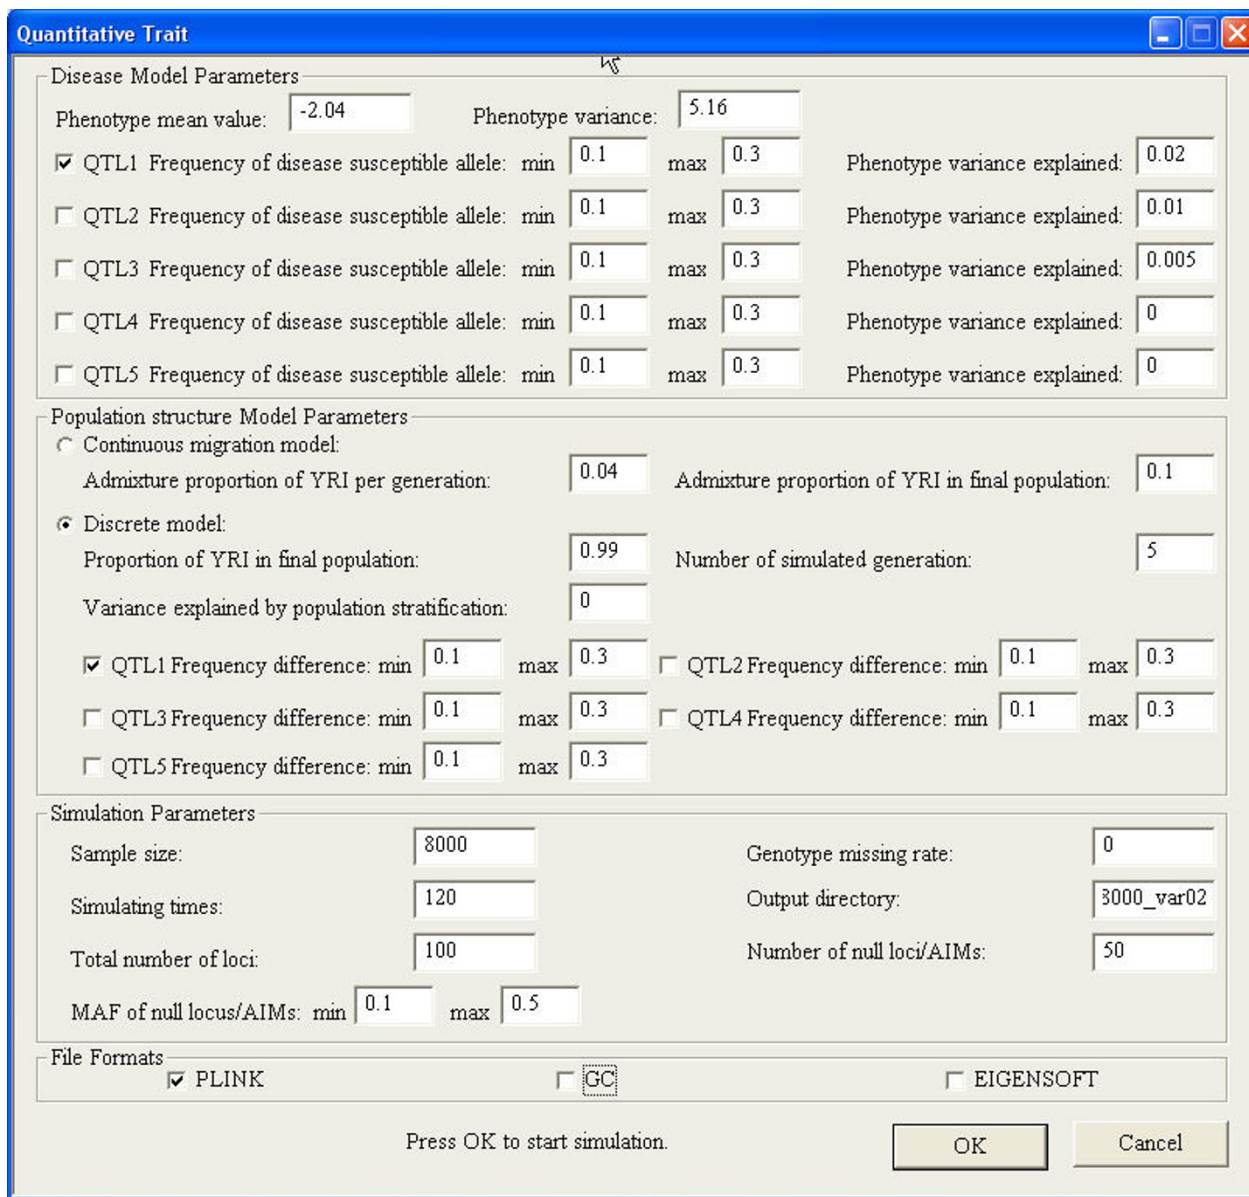 Quantitative Trait
Disease Model Parameters
Phenotype mean value: -2.04 Phenotype variance: 5.16
QTL1 Frequency of disease susceptible allele: min 0.1 max 0.3 Phenotype variance explained: 0.02
QTL2 Frequency of disease susceptible allele: min 0.1 max 0.3 Phenotype variance explained: 0.01
QTL3 Frequency of disease susceptible allele: min 0.1 max 0.3 Phenotype variance explained: 0.005
QTL4 Frequency of disease susceptible allele: min 0.1 max 0.3 Phenotype variance explained: 0
QTL5 Frequency of disease susceptible allele: min 0.1 max 0.3 Phenotype variance explained: 0
Population structure Model Parameters
Continuous migration model:
Admixture proportion of YRI per generation: 0.04 Admixture proportion of YRI in final population: 0.1
Discrete model:
Proportion of YRI in final population: 0.99 Number of simulated generation: 5
Variance explained by population stratification: 0
QTL1 Frequency difference: min 0.1 max 0.3 QTL2 Frequency difference: min 0.1 max 0.3
QTL3 Frequency difference: min 0.1 max 0.3 QTL4 Frequency difference: min 0.1 max 0.3
QTL5 Frequency difference: min 0.1 max 0.3
Simulation Parameters
Sample size: 8000 Genotype missing rate: 0
Simulating times: 120 Output directory: 8000_var02
Total number of loci: 100 Number of null loci/AIMs: 50
MAF of null locus/AIMs: min 0.1 max 0.5
File Formats
PLINK GC EIGENSOFT
Press OK to start simulation. OK Cancel